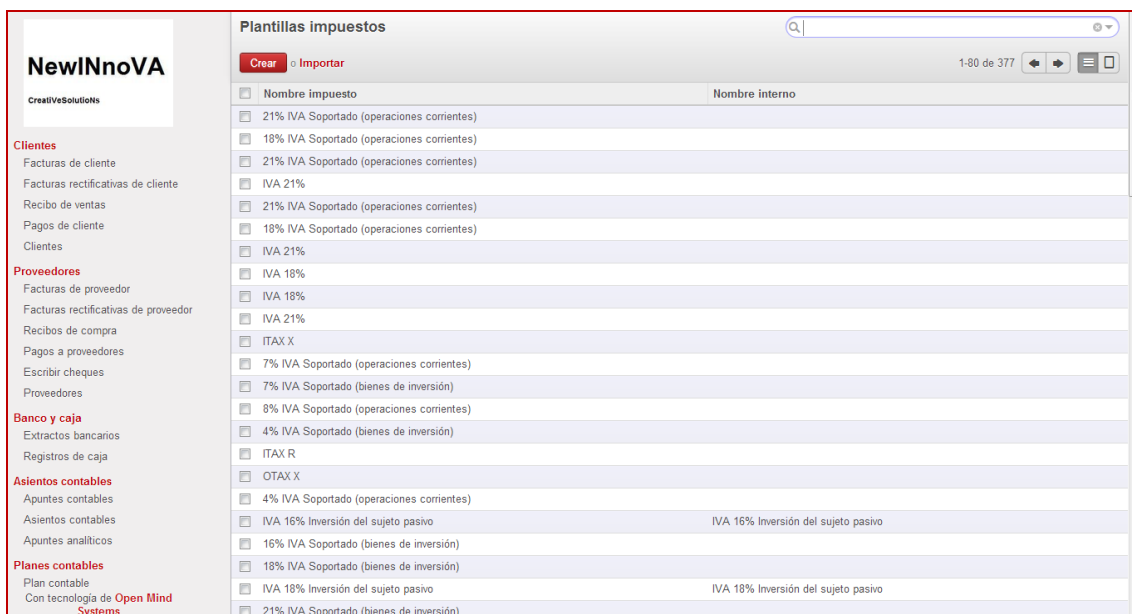 NewINnoVA
CreatiVeSolutioNs
Clientes
Facturas de cliente
Facturas rectificativas de cliente
Recibo de ventas
Pagos de cliente
Clientes
Proveedores
Facturas de proveedor
Facturas rectificativas de proveedor
Recibos de compra
Pagos a proveedores
Escribir cheques
Proveedores
Banco y caja
Extractos bancarios
Registros de caja
Asientos contables
Apuntes contables
Asientos contables
Apuntes analíticos
Planes contables
Plan contable
Con tecnología de Open Mind
Systems
Plantillas impuestos
Crear o Importar
1-80 de 377
Nombre impuesto Nombre interno
21% IVA Soportado (operaciones corrientes)
18% IVA Soportado (operaciones corrientes)
21% IVA Soportado (operaciones corrientes)
IVA 21%
21% IVA Soportado (operaciones corrientes)
18% IVA Soportado (operaciones corrientes)
IVA 21%
IVA 18%
IVA 18%
IVA 21%
ITAX X
7% IVA Soportado (operaciones corrientes)
7% IVA Soportado (bienes de inversión)
8% IVA Soportado (operaciones corrientes)
4% IVA Soportado (bienes de inversión)
ITAX R
OTAX X
4% IVA Soportado (operaciones corrientes)
IVA 16% Inversión del sujeto pasivo IVA 16% Inversión del sujeto pasivo
16% IVA Soportado (bienes de inversión)
18% IVA Soportado (bienes de inversión)
IVA 18% Inversión del sujeto pasivo IVA 18% Inversión del sujeto pasivo
21% IVA Soportado (bienes de inversión)